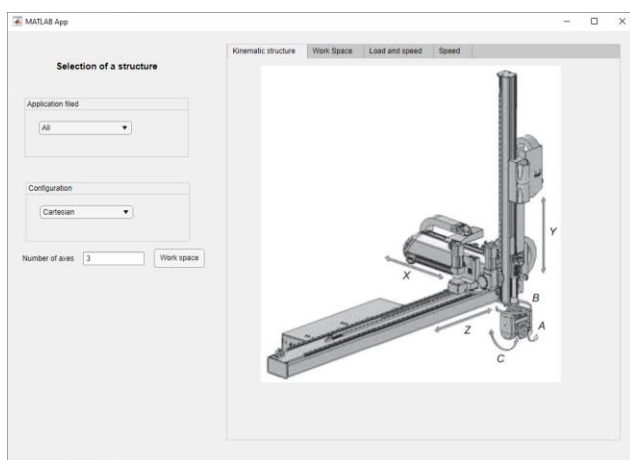 MATLAB App
Selection of a structure
Application filed
All
Configuration
Cartesian
Number of axes 3 Work space
Kinematic structure Work Space Load and speed Speed
X
Y
Z
B
A
C